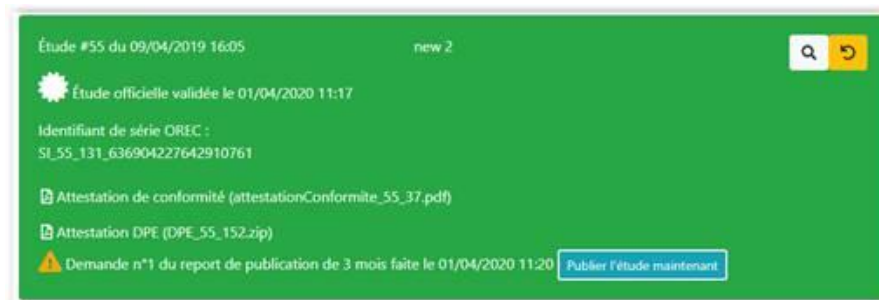 Étude #55 du 09/04/2019 16:05 new 2
Étude officielle validée le 01/04/2020 11:17
Identifiant de série OREC :
SI_55_131_636904227642910761
Attestation de conformité (attestationConformite_55_37.pdf)
Attestation DPE (DPE_55_152.zip)
Demande n°1 du report de publication de 3 mois faite le 01/04/2020 11:20 Publier l'étude maintenant